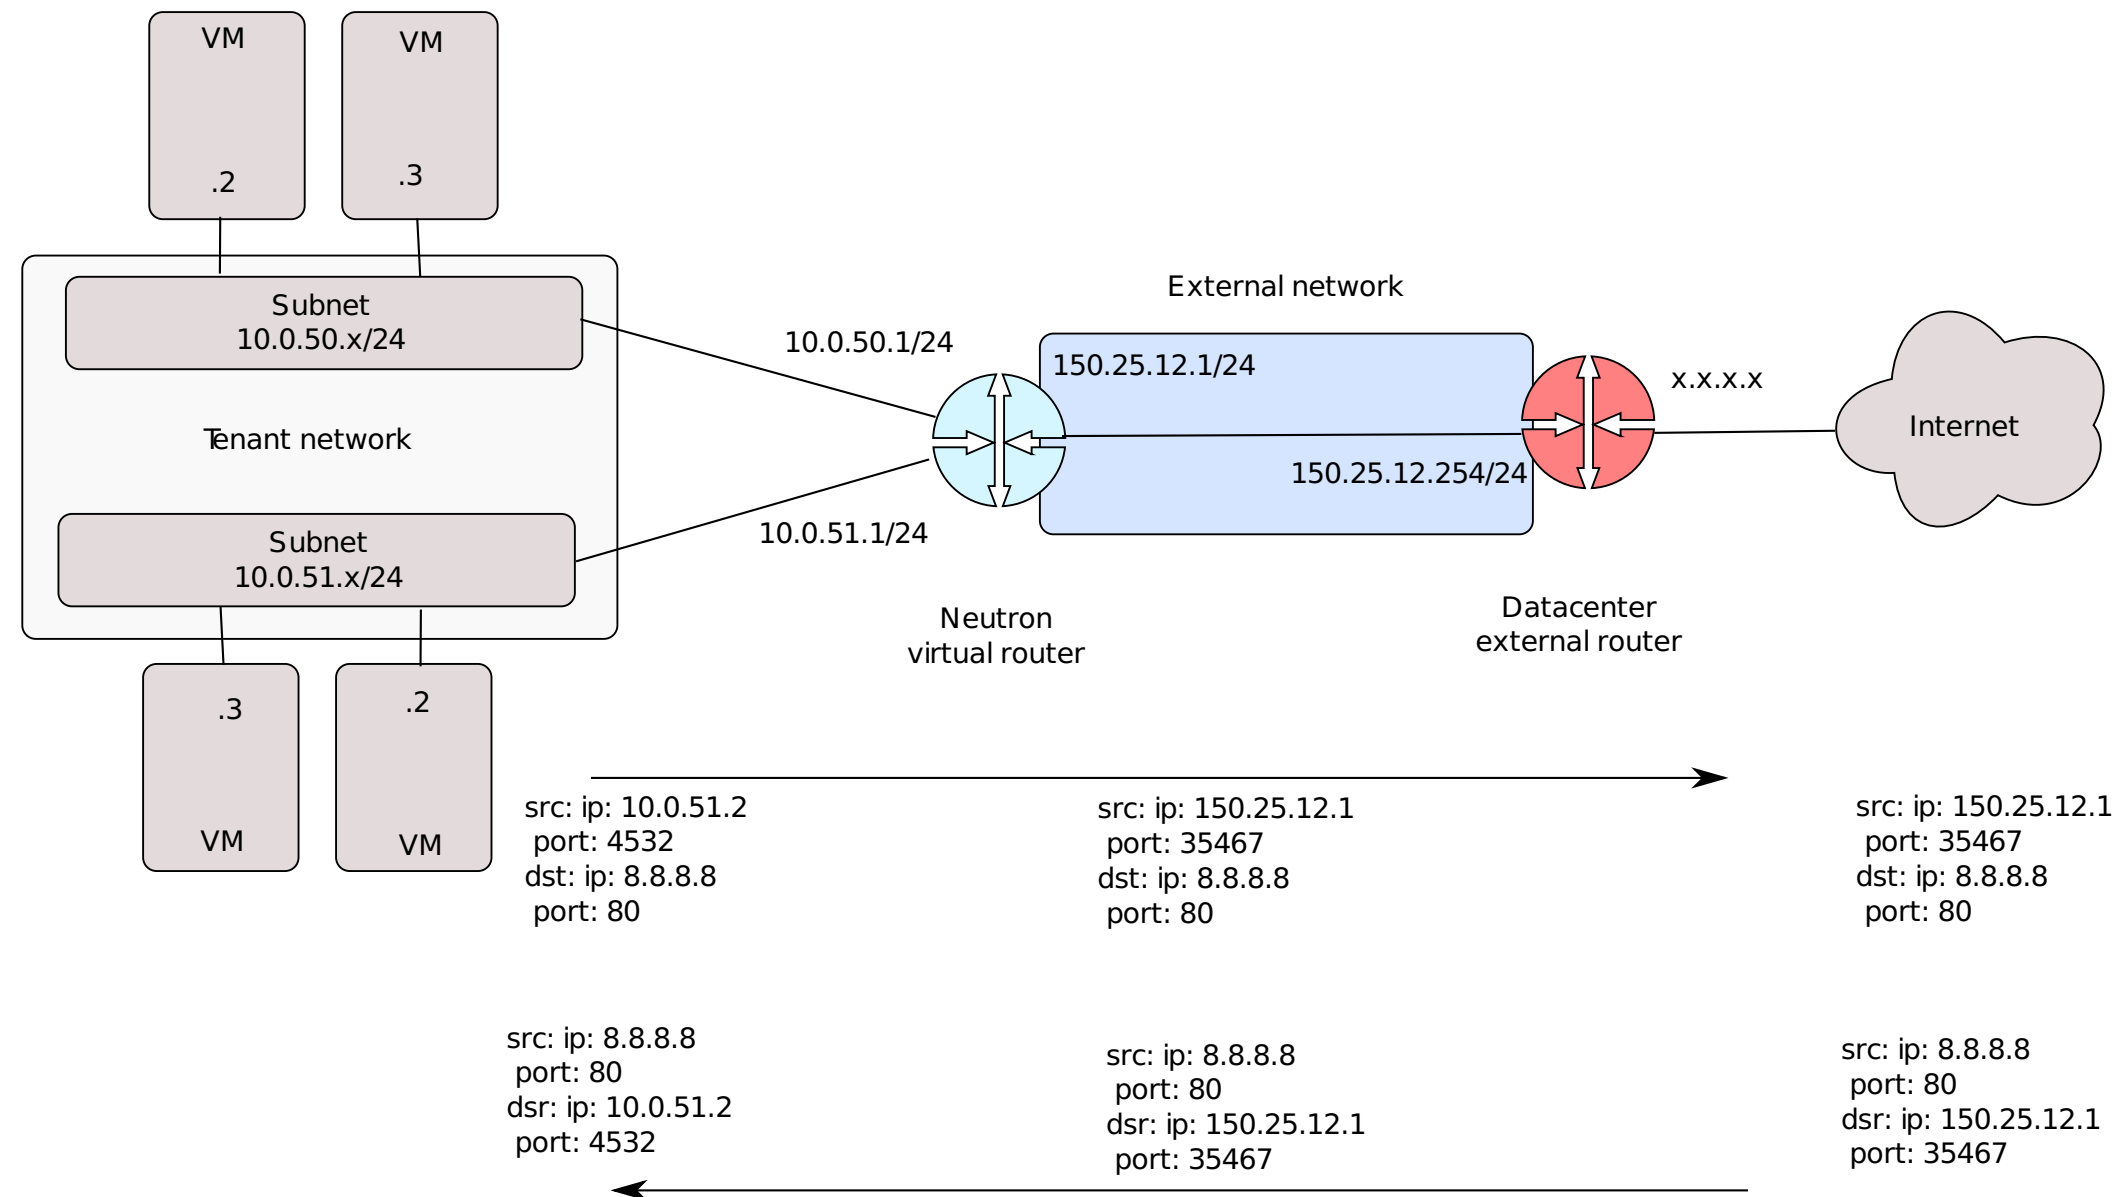 VM
VM
.2
.3
Subnet
10.0.50.x/24
Tenant network
Subnet
10.0.51.x/24
.3
.2
VM
VM
10.0.50.1/24
10.0.51.1/24
External network
150.25.12.1/24
150.25.12.254/24
x.x.x.x
Internet
Neutron
virtual router
Datacenter
external router
src: ip: 10.0.51.2
port: 4532
dst: ip: 8.8.8.8
port: 80
src: ip: 150.25.12.1
port: 35467
dst: ip: 8.8.8.8
port: 80
src: ip: 150.25.12.1
port: 35467
dst: ip: 8.8.8.8
port: 80
src: ip: 8.8.8.8
port: 80
dsr: ip: 10.0.51.2
port: 4532
src: ip: 8.8.8.8
port: 80
dsr: ip: 150.25.12.1
port: 35467
src: ip: 8.8.8.8
port: 80
dsr: ip: 150.25.12.1
port: 35467